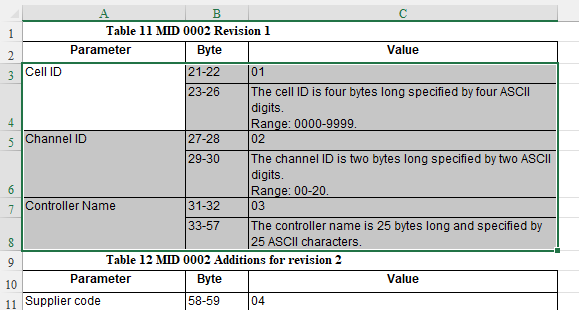 A B C
1 Table 11 MID 0002 Revision 1
2 Parameter Byte Value
3 Cell ID 21-22 01
23-26 The cell ID is four bytes long specified by four ASCII
digits.
4 Range: 0000-9999.
5 Channel ID 27-28 02
29-30 The channel ID is two bytes long specified by two ASCII
digits.
6 Range: 00-20.
7 Controller Name 31-32 03
33-57 The controller name is 25 bytes long and specified by
8 25 ASCII characters.
9 Table 12 MID 0002 Additions for revision 2
10 Parameter Byte Value
11 Supplier code 58-59 04